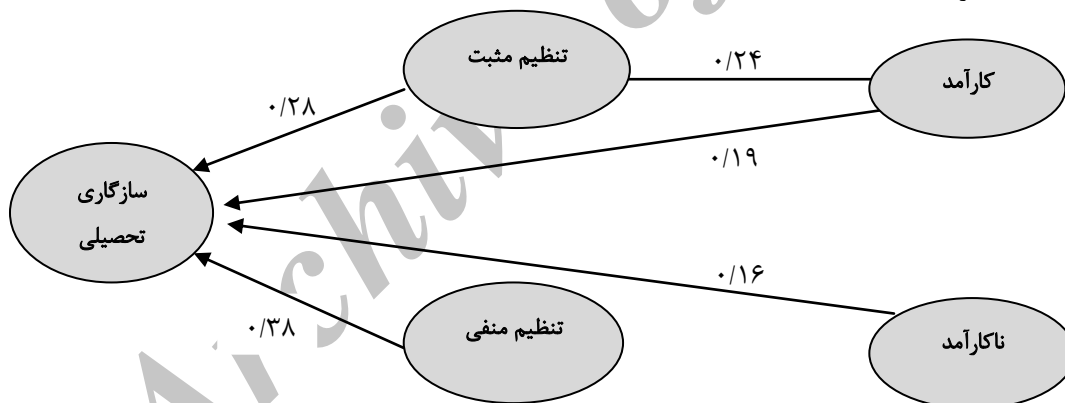 تنظیم مثبت
۰/۲۴
کارآمد
۰/۲۸
۰/۱۹
سازگاری
تحصیلی
۰/۱۶
تنظیم منفی
۰/۳۸
ناکارآمد